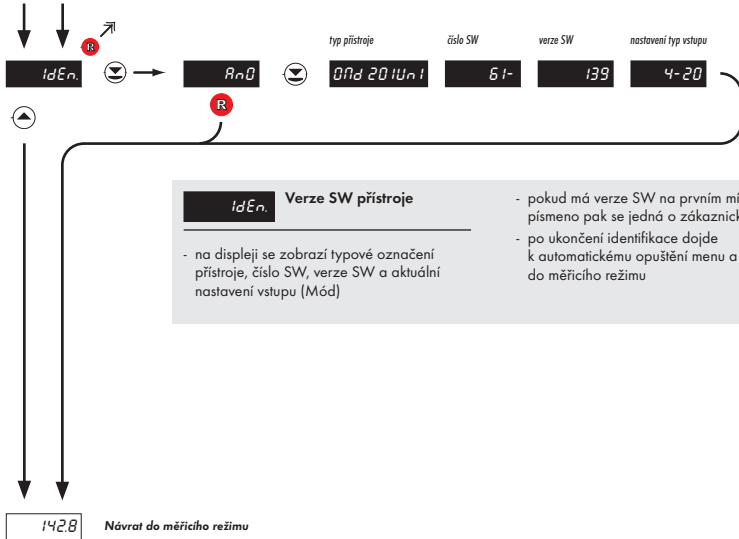 R
typ přístroje číslo SW verze SW nastavení typ vstupu
IdEn. AnO OMd 201Un1 61- 139 4-20
R
IdEn. Verze SW přístroje
- na displeji se zobrazí typové označení
přístroje, číslo SW, verze SW a aktuální
nastavení vstupu (Mód)
- pokud má verze SW na prvním
písmeno pak se jedná o
- po ukončení identifikace dojde
k automatickému opuštění menu a
do měřicího režimu
142.8 Návrat do měřicího režimu